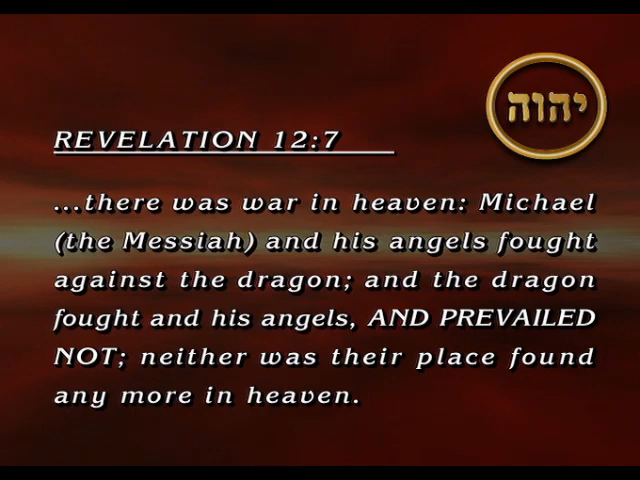 יהוה
REVELATION 12:7
...there was war in heaven: Michael
(the Messiah) and his angels fought
against the dragon; and the dragon
fought and his angels, AND PREVAILED
NOT; neither was their place found
any more in heaven.